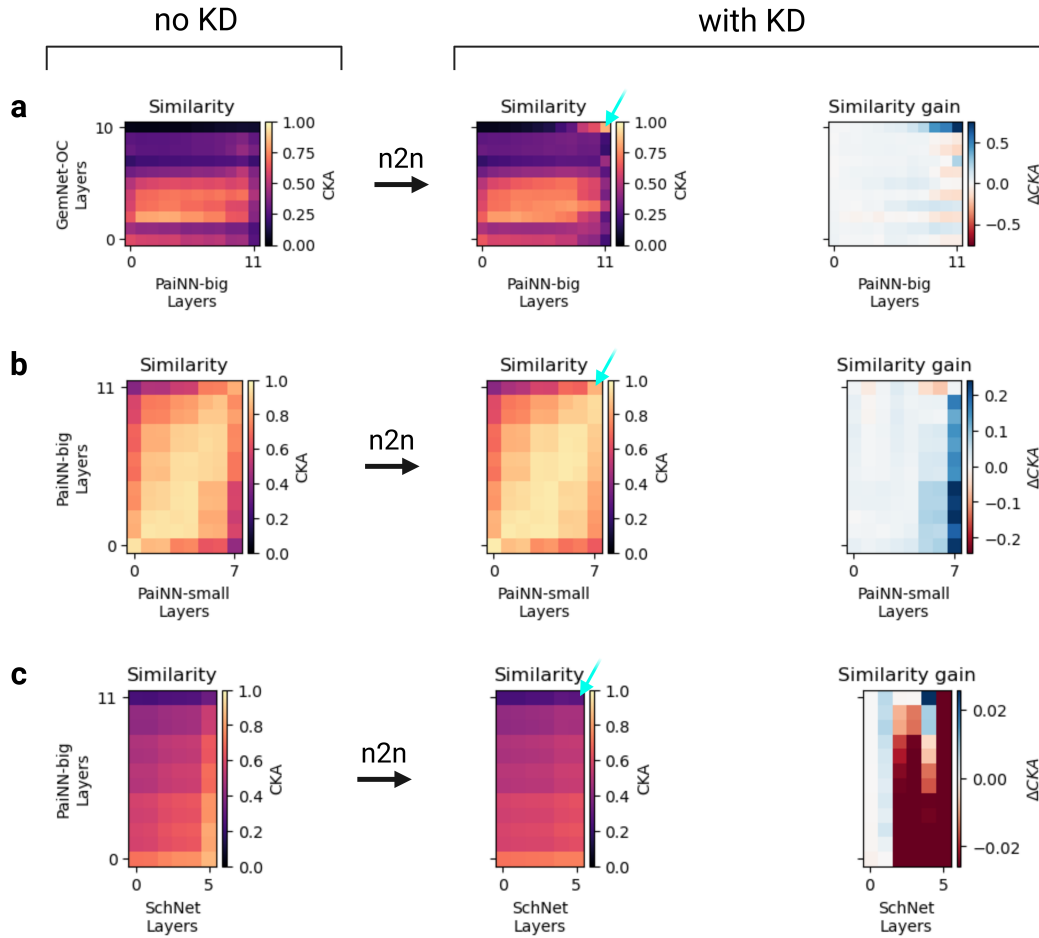 no KD
with KD
a
Similarity
10
0
GemNet-OC
Layers
0
11
PaiNN-big
Layers
1.00
0.75
0.50
0.25
0.00
CKA
n2n
Similarity
0
11
PaiNN-big
Layers
1.00
0.75
0.50
0.25
0.00
CKA
Similarity gain
0
11
PaiNN-big
Layers
0.5
0.0
−0.5
ΔCKA
b
Similarity
11
0
PaiNN-big
Layers
0
7
PaiNN-small
Layers
1.0
0.8
0.6
0.4
0.2
0.0
CKA
n2n
Similarity
0
7
PaiNN-small
Layers
1.0
0.8
0.6
0.4
0.2
0.0
CKA
Similarity gain
0
7
PaiNN-small
Layers
0.2
0.1
0.0
−0.1
−0.2
ΔCKA
c
Similarity
11
0
PaiNN-big
Layers
0
5
SchNet
Layers
1.0
0.8
0.6
0.4
0.2
0.0
CKA
n2n
Similarity
0
5
SchNet
Layers
1.0
0.8
0.6
0.4
0.2
0.0
CKA
Similarity gain
0
5
SchNet
Layers
0.02
0.00
−0.02
ΔCKA